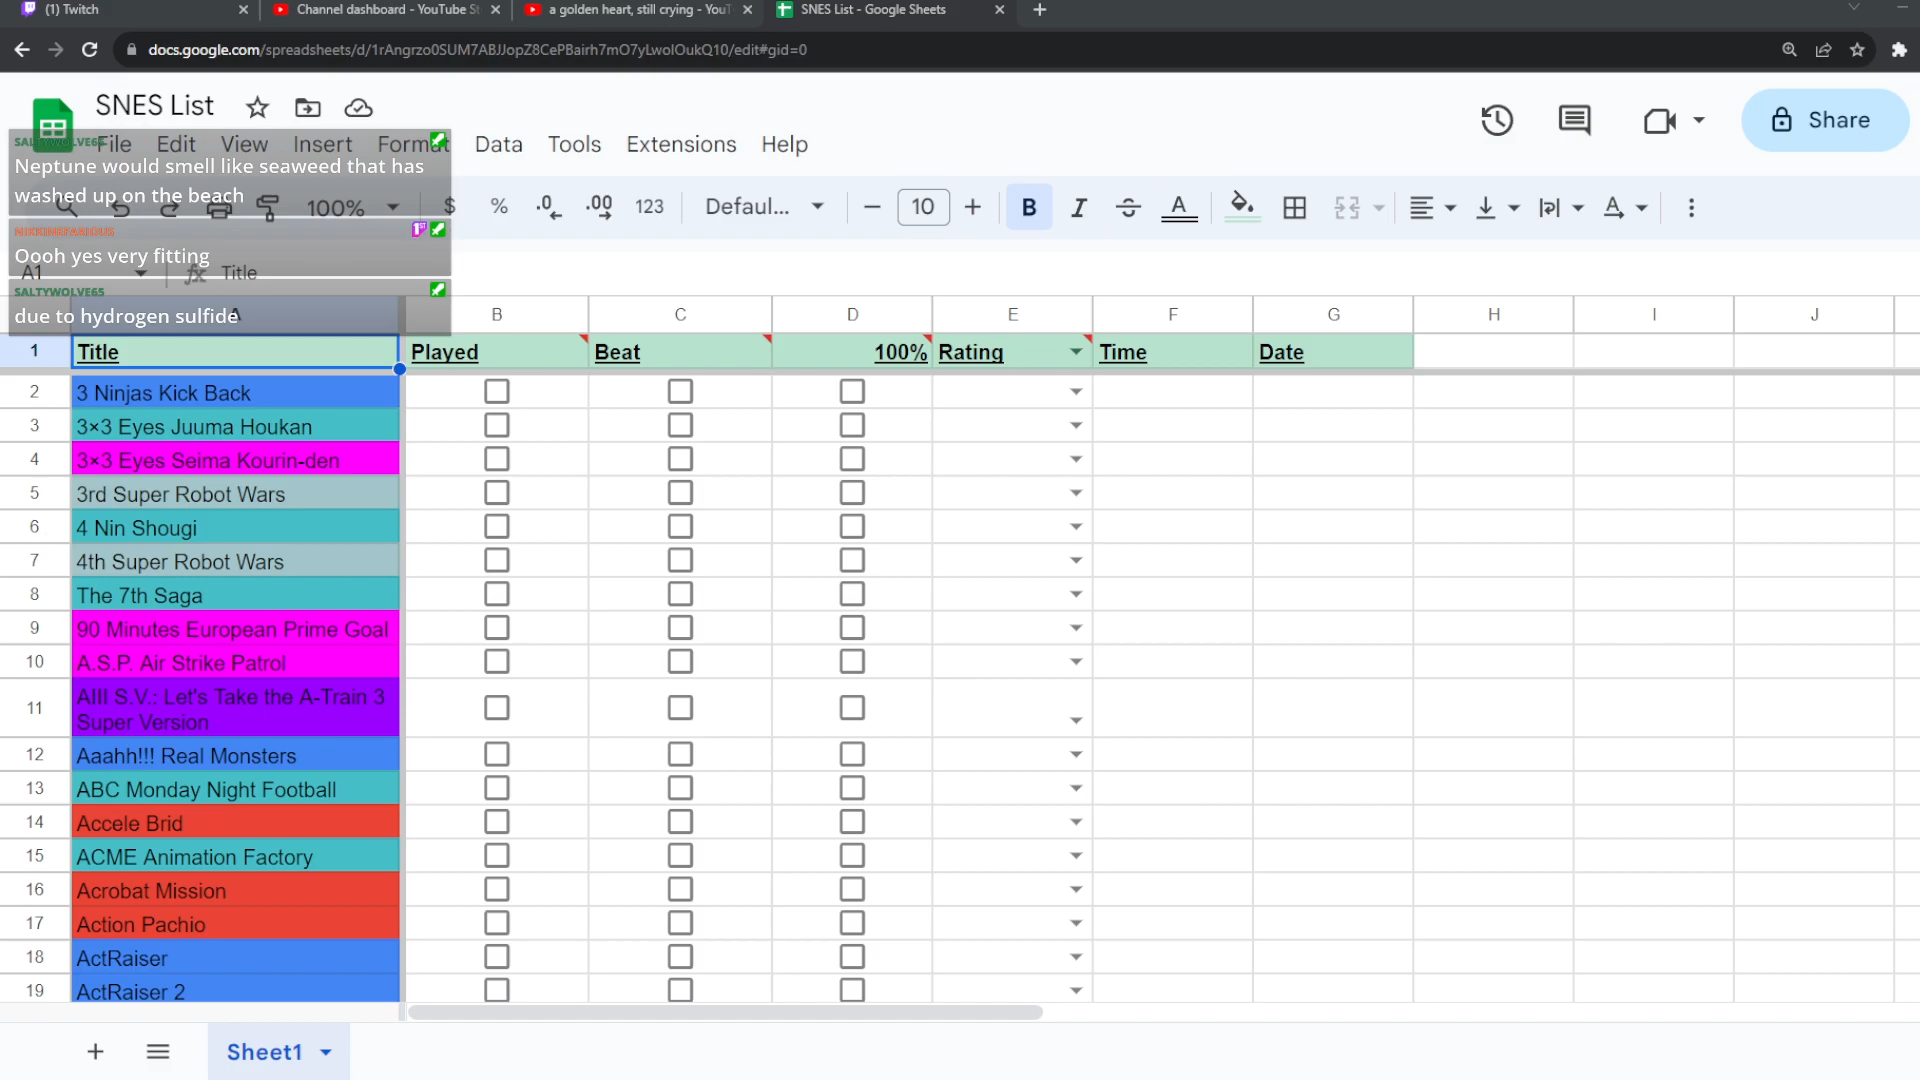 (1) Twitch
Channel dashboard - YouTube St
a golden heart, still crying - YouT
SNES List - Google Sheets
docs.google.com/spreadsheets/d/1rAngrzo0SUM7ABJJopZ8CePBairh7mO7yLwoIOukQ10/edit#gid=0
SNES List
File Edit View Insert Format Data Tools Extensions Help
Share
SALTYWOLVE65
Neptune would smell like seaweed that has
washed up on the beach
100%
$ % .0 .00 123 Defaul... 10 B I A
Oooh yes very fitting
A1 fx Title
SALTYWOLVE65
due to hydrogen sulfide
A B C D E F G H I J
1 Title Played Beat 100% Rating Time Date
2 3 Ninjas Kick Back
3 3×3 Eyes Juuma Houkan
4 3×3 Eyes Seima Kourin-den
5 3rd Super Robot Wars
6 4 Nin Shougi
7 4th Super Robot Wars
8 The 7th Saga
9 90 Minutes European Prime Goal
10 A.S.P. Air Strike Patrol
11 AIII S.V.: Let's Take the A-Train 3
Super Version
12 Aaahh!!! Real Monsters
13 ABC Monday Night Football
14 Accele Brid
15 ACME Animation Factory
16 Acrobat Mission
17 Action Pachio
18 ActRaiser
19 ActRaiser 2
Sheet1